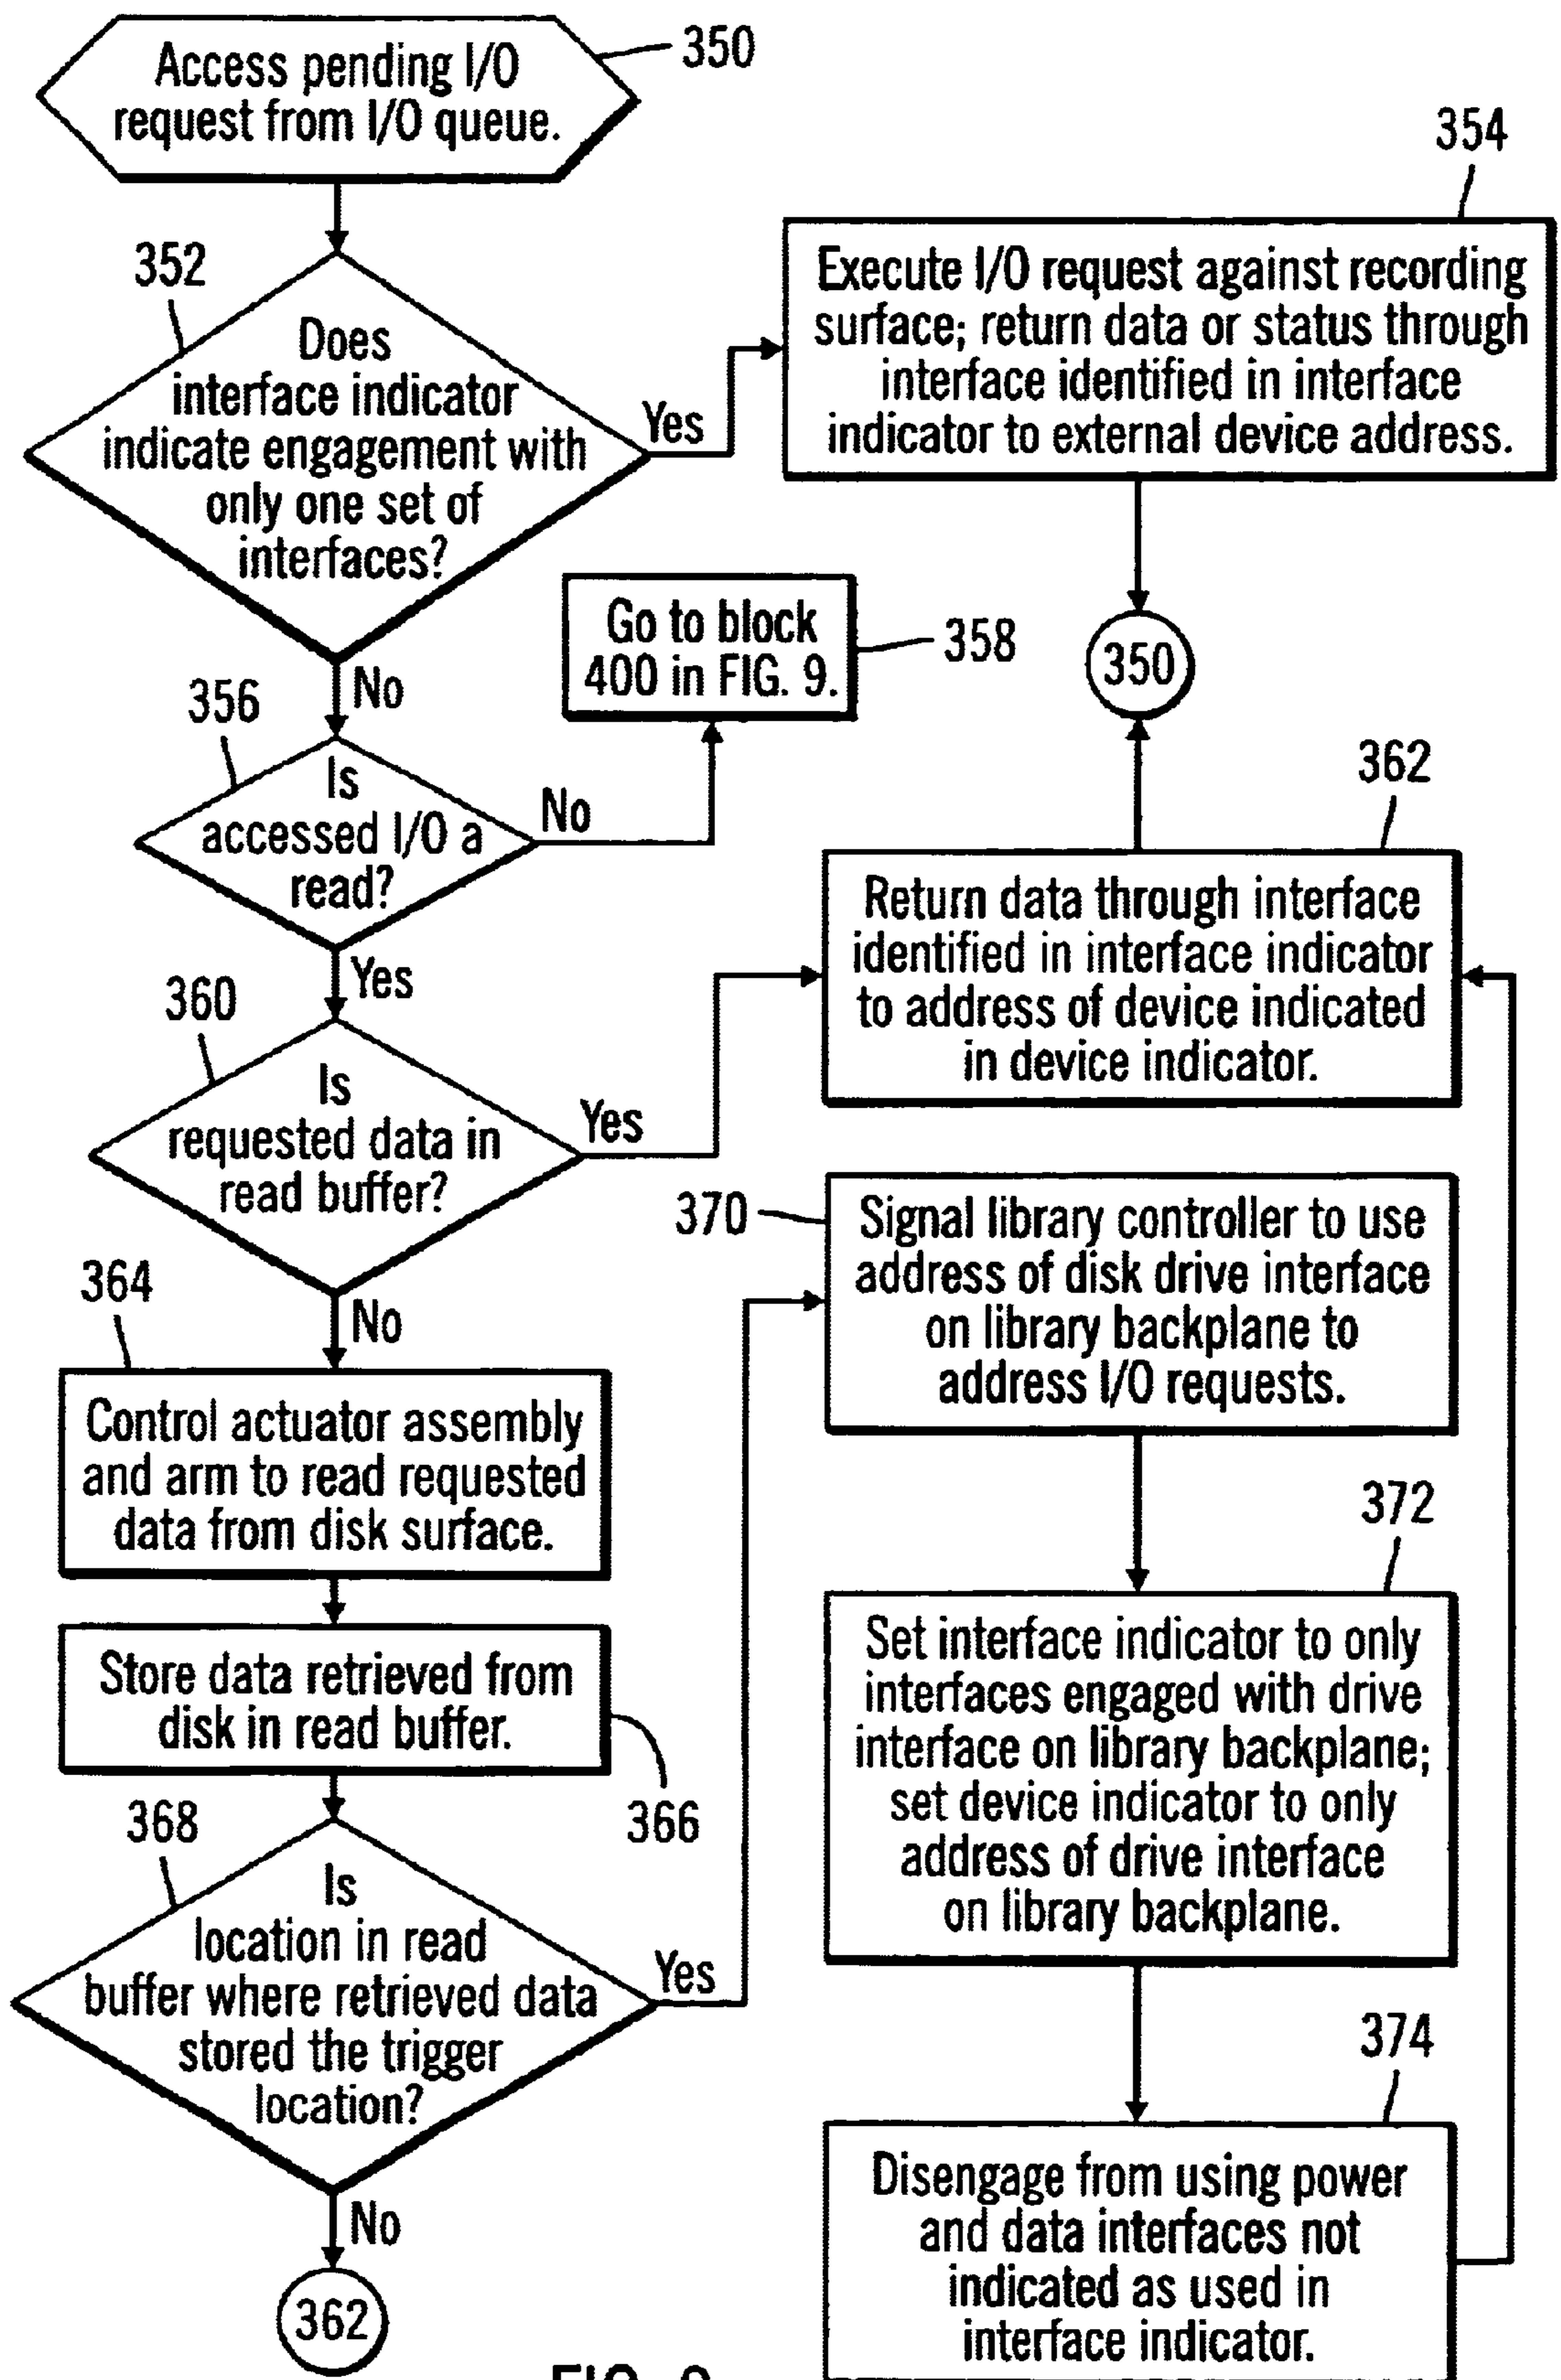 Access pending I/O
request from I/O queue.
350
352
Does
interface indicator
indicate engagement with
only one set of
interfaces?
Yes
No
354
Execute I/O request against recording
surface; return data or status through
interface identified in interface
indicator to external device address.
350
356
Is
accessed I/O a
read?
No
Yes
Go to block
400 in FIG. 9.
358
360
Is
requested data in
read buffer?
Yes
No
362
Return data through interface
identified in interface indicator
to address of device indicated
in device indicator.
364
Control actuator assembly
and arm to read requested
data from disk surface.
Store data retrieved from
disk in read buffer.
366
368
Is
location in read
buffer where retrieved data
stored the trigger
location?
Yes
No
362
370
Signal library controller to use
address of disk drive interface
on library backplane to
address I/O requests.
372
Set interface indicator to only
interfaces engaged with drive
interface on library backplane;
set device indicator to only
address of drive interface
on library backplane.
374
Disengage from using power
and data interfaces not
indicated as used in
interface indicator.